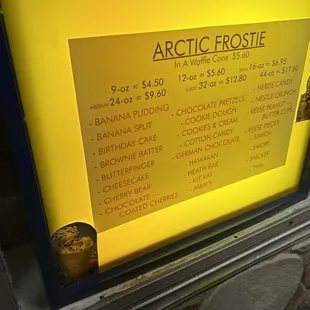 ARCTIC FROSTIE
In A Waffle Cone $5.60
9-oz = $4.50
12-oz = $5.60
16-oz = $6.95
MEDIUM 24-oz = $9.60
LARGE 32-oz = $12.80
44-oz = $17.60
BANANA PUDDING
BANANA SPLIT
BIRTHDAY CAKE
BROWNIE BATTER
BUTTERFINGER
CHEESECAKE
CHERRY BEAR
CHOCOLATE
COATED CHERRIES
CHOCOLATE PRETZELS
COOKIE DOUGH
COOKIES & CREAM
COTTON CANDY
GERMAN CHOCOLATE
HAWAIIAN
HEATH BAR
KIT KAT
M&M'S
NERDS CANDY
NESTLE CRUNCH
REESE PEANUT
BUTTER CUPS
REESE PIECES
SAMOA
SMORE
SNICKER